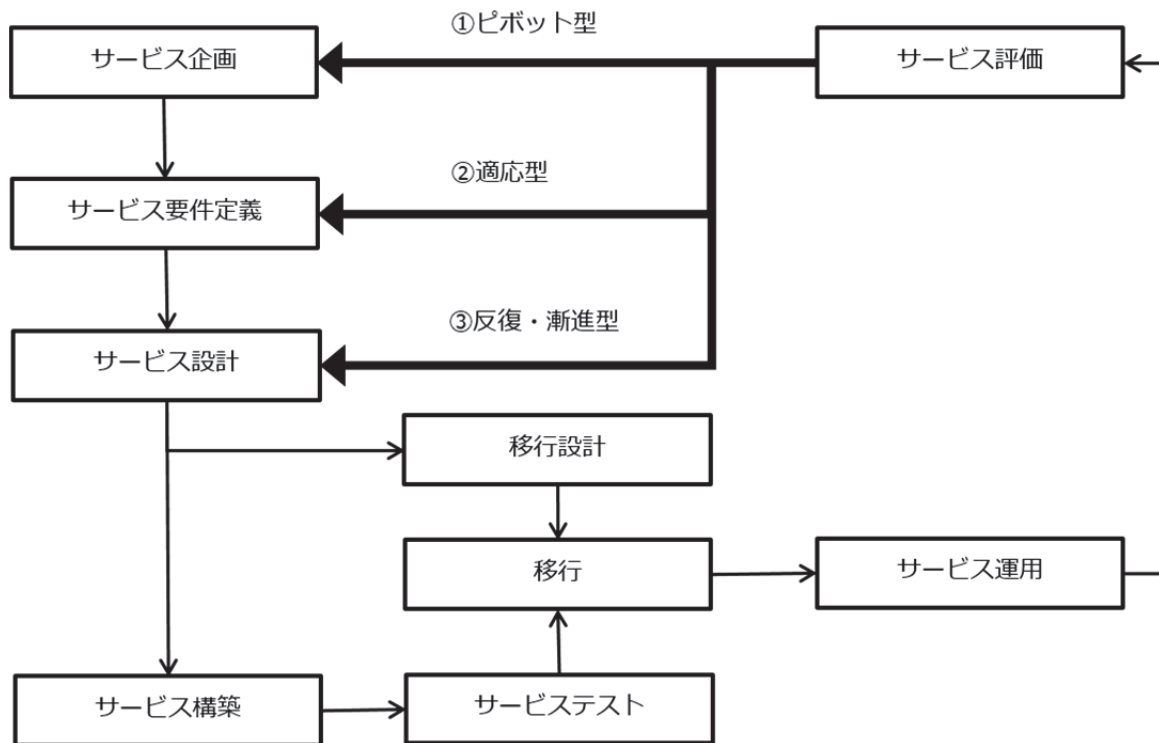 ①ピボット型
サービス企画
サービス評価
②適応型
サービス要件定義
③反復・漸進型
サービス設計
移行設計
移行
サービス運用
サービス構築
サービステスト